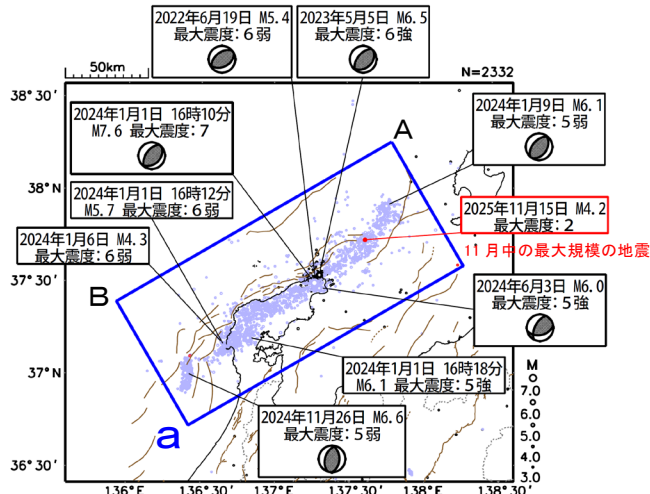 2022年6月19日 M5.4
最大震度：6弱
2023年5月5日 M6.5
最大震度：6強
50km
N=2332
38°30'
2024年1月1日 16時10分
M7.6 最大震度：7
A
2024年1月9日 M6.1
最大震度：5弱
38°N
2024年1月1日 16時12分
M5.7 最大震度：6弱
2025年11月15日 M4.2
最大震度：2
11月中の最大規模の地震
2024年1月6日 M4.3
最大震度：6弱
37°30'
B
2024年6月3日 M6.0
最大震度：5強
37°N
2024年1月1日 16時18分
M6.1 最大震度：5強
M
7.0
6.0
5.0
4.0
3.0
a
2024年11月26日 M6.6
最大震度：5弱
36°30'
136°E
136°30'
137°E
137°30'
138°E
138°30'